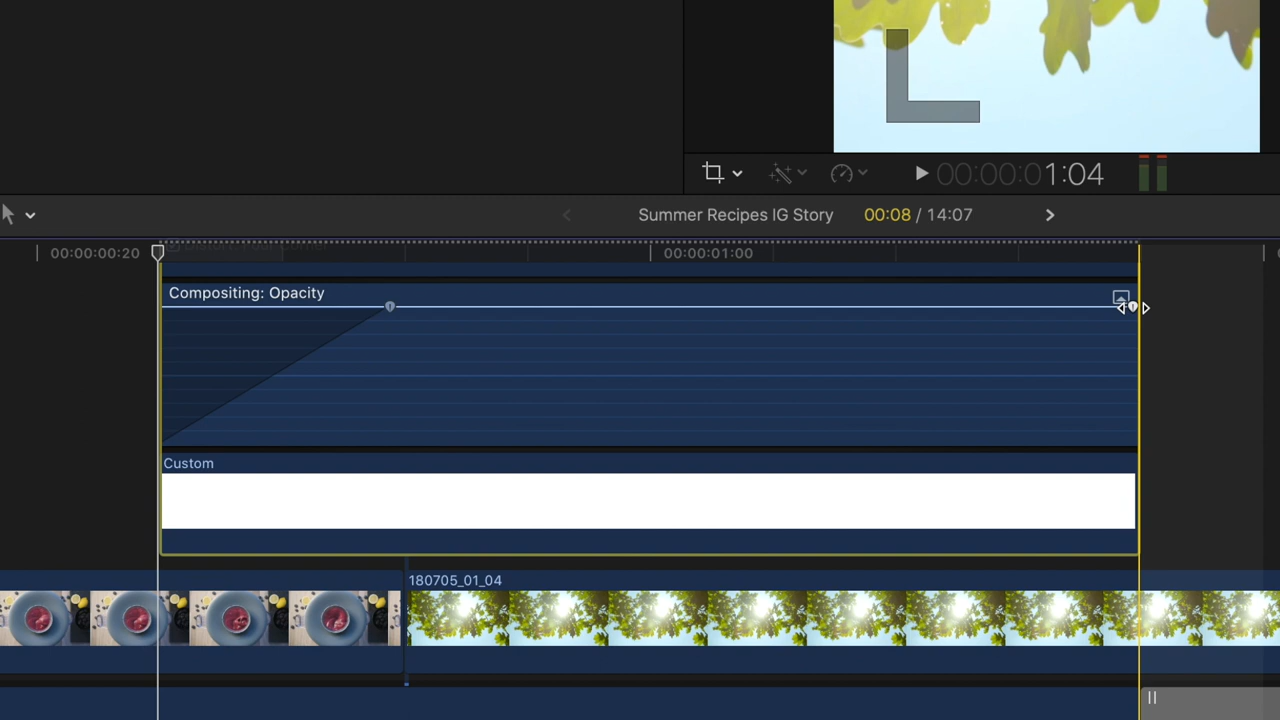 00:00:00:01:04
Summer Recipes IG Story 00:08 / 14:07
00:00:00:20
00:00:01:00
Compositing: Opacity
Custom
180705_01_04